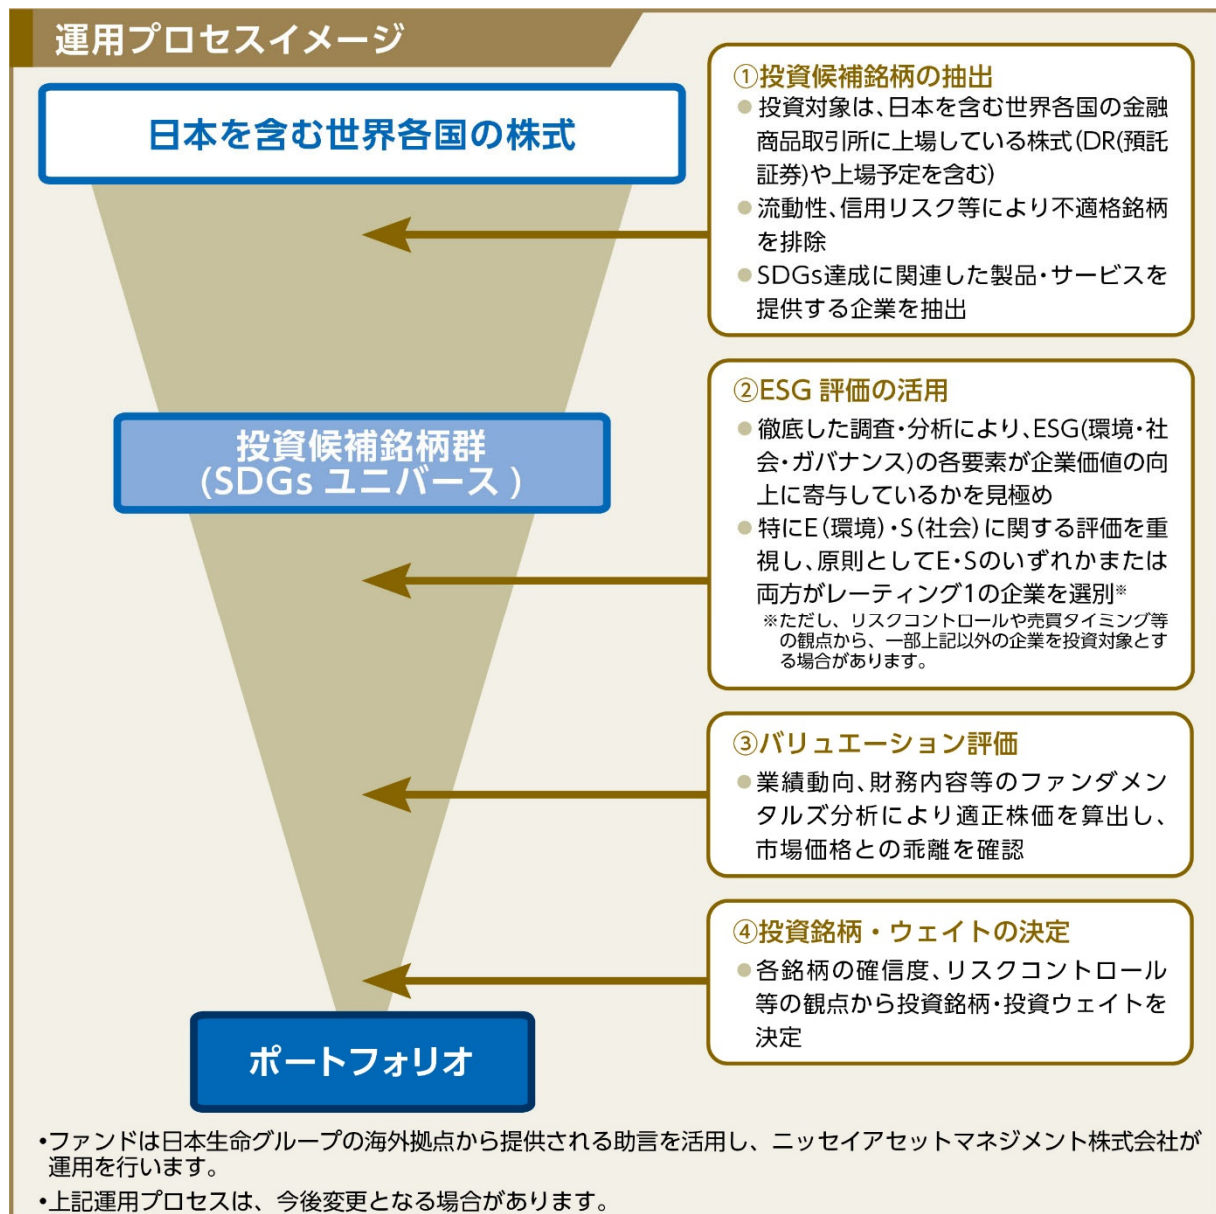 運用プロセスイメージ
日本を含む世界各国の株式
投資候補銘柄群
(SDGs ユニバース )
ポートフォリオ
①投資候補銘柄の抽出
● 投資対象は、日本を含む世界各国の金融
商品取引所に上場している株式(DR(預託
証券)や上場予定を含む)
● 流動性、信用リスク等により不適格銘柄
を排除
● SDGs達成に関連した製品・サービスを
提供する企業を抽出
②ESG 評価の活用
● 徹底した調査・分析により、ESG(環境・社
会・ガバナンス)の各要素が企業価値の向
上に寄与しているかを見極め
● 特にE(環境)・S(社会)に関する評価を重
視し、原則としてE・Sのいずれかまたは
両方がレーティング1の企業を選別※
※ただし、リスクコントロールや売買タイミング等
の観点から、一部上記以外の企業を投資対象とす
る場合があります。
③バリュエーション評価
● 業績動向、財務内容等のファンダメン
タルズ分析により適正株価を算出し、
市場価格との乖離を確認
④投資銘柄・ウェイトの決定
● 各銘柄の確信度、リスクコントロール
等の観点から投資銘柄・投資ウェイトを
決定
•ファンドは日本生命グループの海外拠点から提供される助言を活用し、ニッセイアセットマネジメント株式会社が
運用を行います。
•上記運用プロセスは、今後変更となる場合があります。